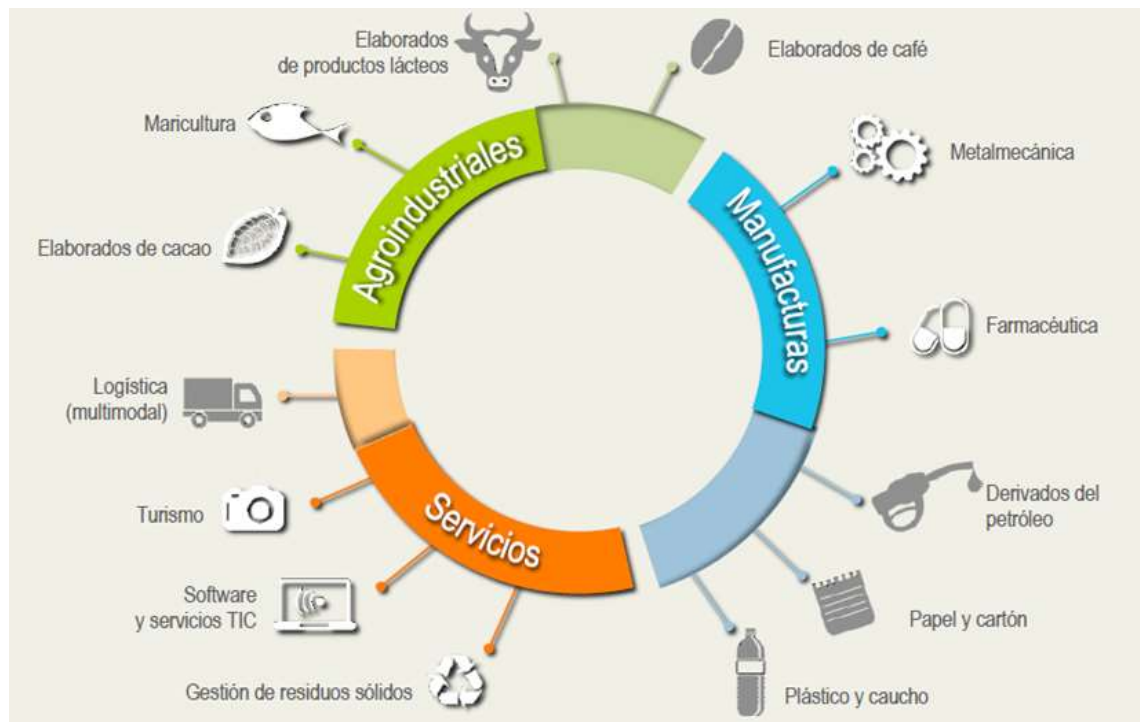 Elaborados
de productos lácteos
Elaborados de café
Maricultura
Metalmecánica
Agroindustriales
Manufacturas
Elaborados de cacao
Farmacéutica
Logística
(multimodal)
Derivados del
petróleo
Turismo
Servicios
Software
y servicios TIC
Papel y cartón
Gestión de residuos sólidos
Plástico y caucho